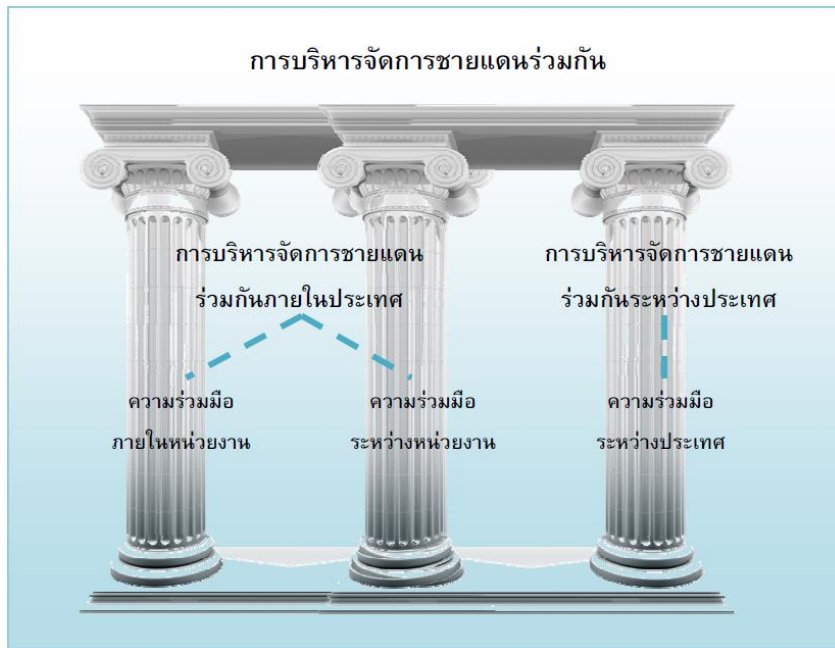 การบริหารจัดการชายแดนร่วมกัน
การบริหารจัดการชายแดน
ร่วมกันภายในประเทศ
การบริหารจัดการชายแดน
ร่วมกันระหว่างประเทศ
ความร่วมมือ
ภายในหน่วยงาน
ความร่วมมือ
ระหว่างหน่วยงาน
ความร่วมมือ
ระหว่างประเทศ